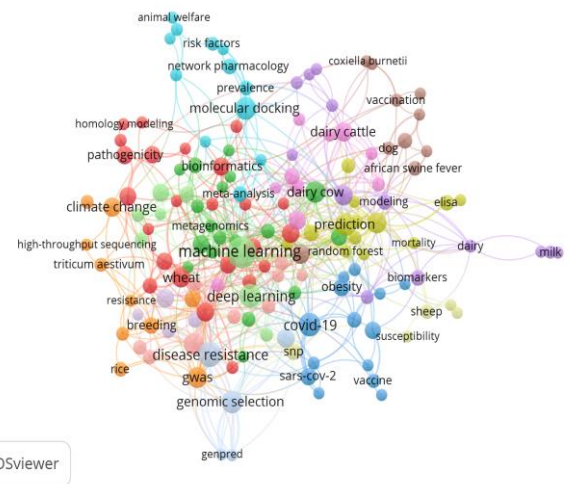 animal welfare
risk factors
network pharmacology
coxiella burnetii
prevalence
vaccination
molecular docking
homology modeling
dairy cattle
pathogenicity
dog
bioinformatics
african swine fever
meta-analysis
dairy cow
climate change
modeling
elisa
metagenomics
prediction
high-throughput sequencing
machine learning
random forest
mortality
dairy
milk
triticum aestivum
wheat
biomarkers
obesity
resistance
deep learning
sheep
breeding
covid-19
susceptibility
disease resistance
snp
rice
gwas
sars-cov-2
vaccine
genomic selection
genpred
OSviewer